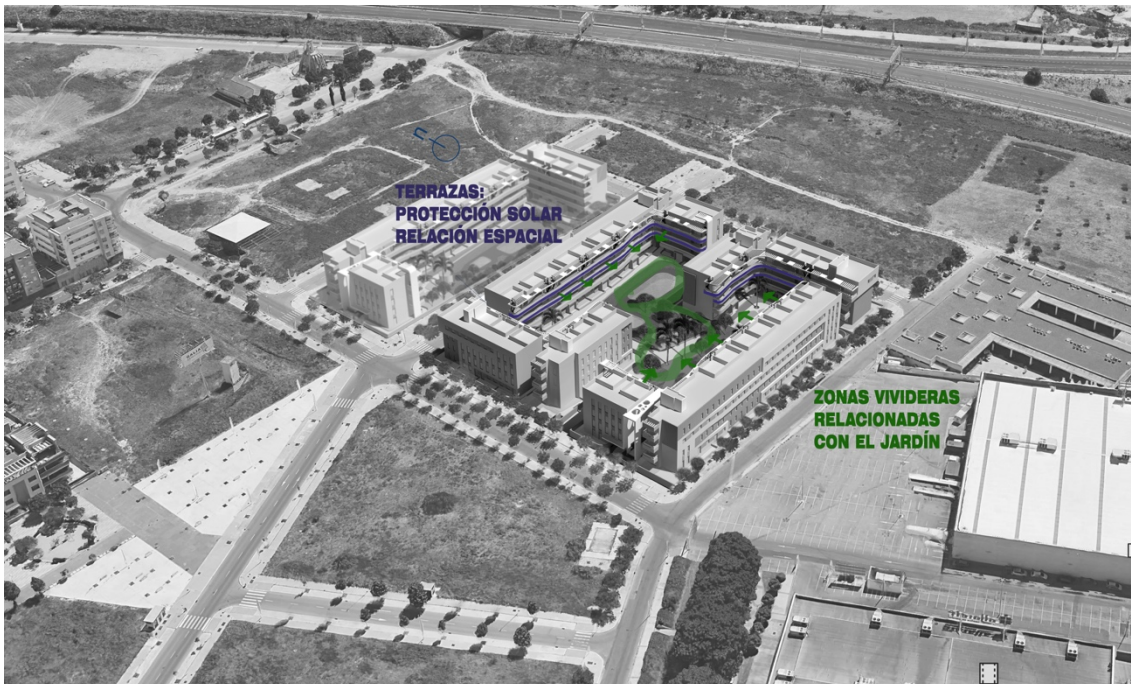 TERRAZAS:
PROTECCIÓN SOLAR
RELACIÓN ESPACIAL
ZONAS VIVIDERAS
RELACIONADAS
CON EL JARDÍN